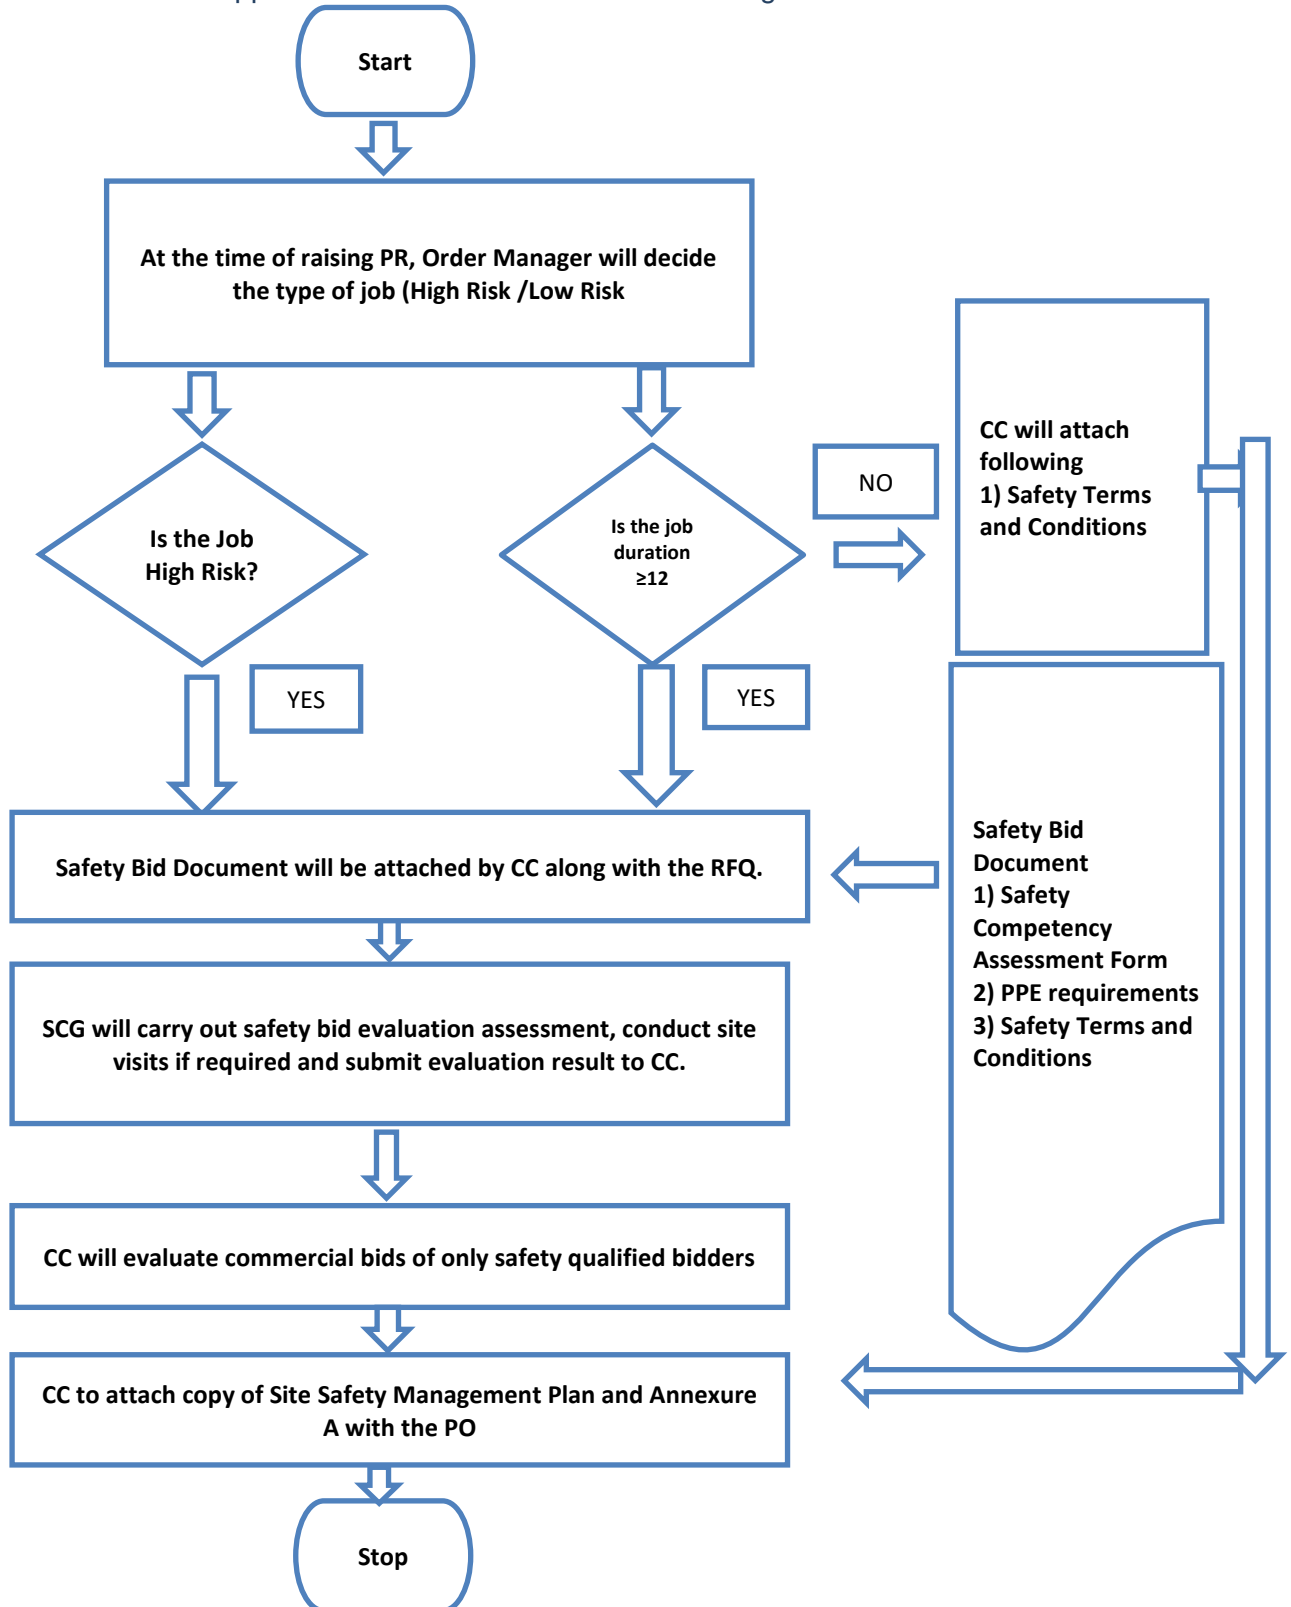 Start
At the time of raising PR, Order Manager will decide
the type of job (High Risk /Low Risk
Is the Job
High Risk?
Is the job
duration
≥12
NO
CC will attach
following
1) Safety Terms
and Conditions
YES
YES
Safety Bid Document will be attached by CC along with the RFQ.
Safety Bid
Document
1) Safety
Competency
Assessment Form
2) PPE requirements
3) Safety Terms and
Conditions
SCG will carry out safety bid evaluation assessment, conduct site
visits if required and submit evaluation result to CC.
CC will evaluate commercial bids of only safety qualified bidders
CC to attach copy of Site Safety Management Plan and Annexure
A with the PO
Stop